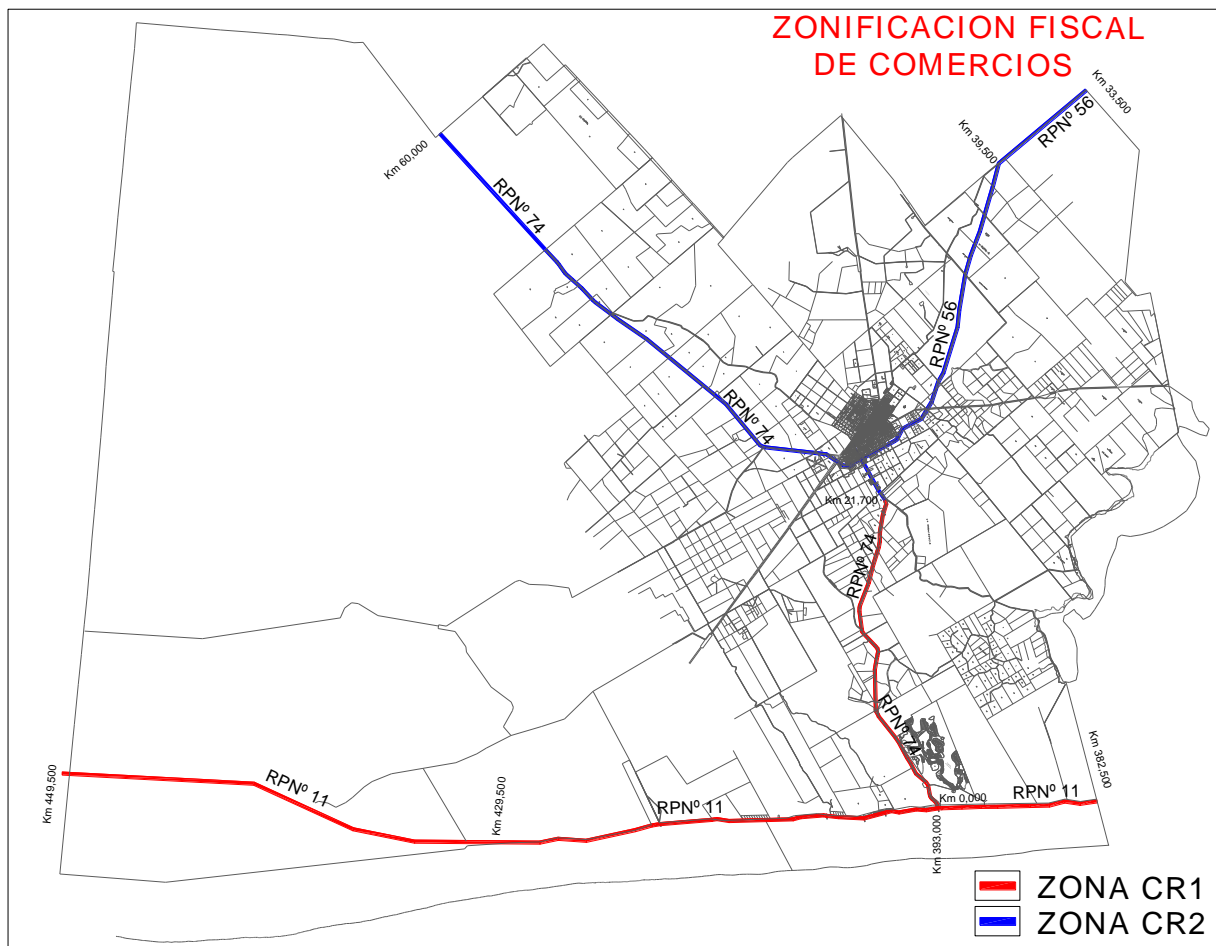 ZONIFICACION FISCAL
DE COMERCIOS
Km 33,500
RPNº 56
Km 39,500
Km 60,000
RPNº 74
RPNº 56
RPNº 74
Km 21,700
RPNº 74
RPNº 74
Km 382,500
Km 449,500
RPNº 11
Km 429,500
RPNº 11
Km 0,000
RPNº 11
Km 393,000
ZONA CR1
ZONA CR2